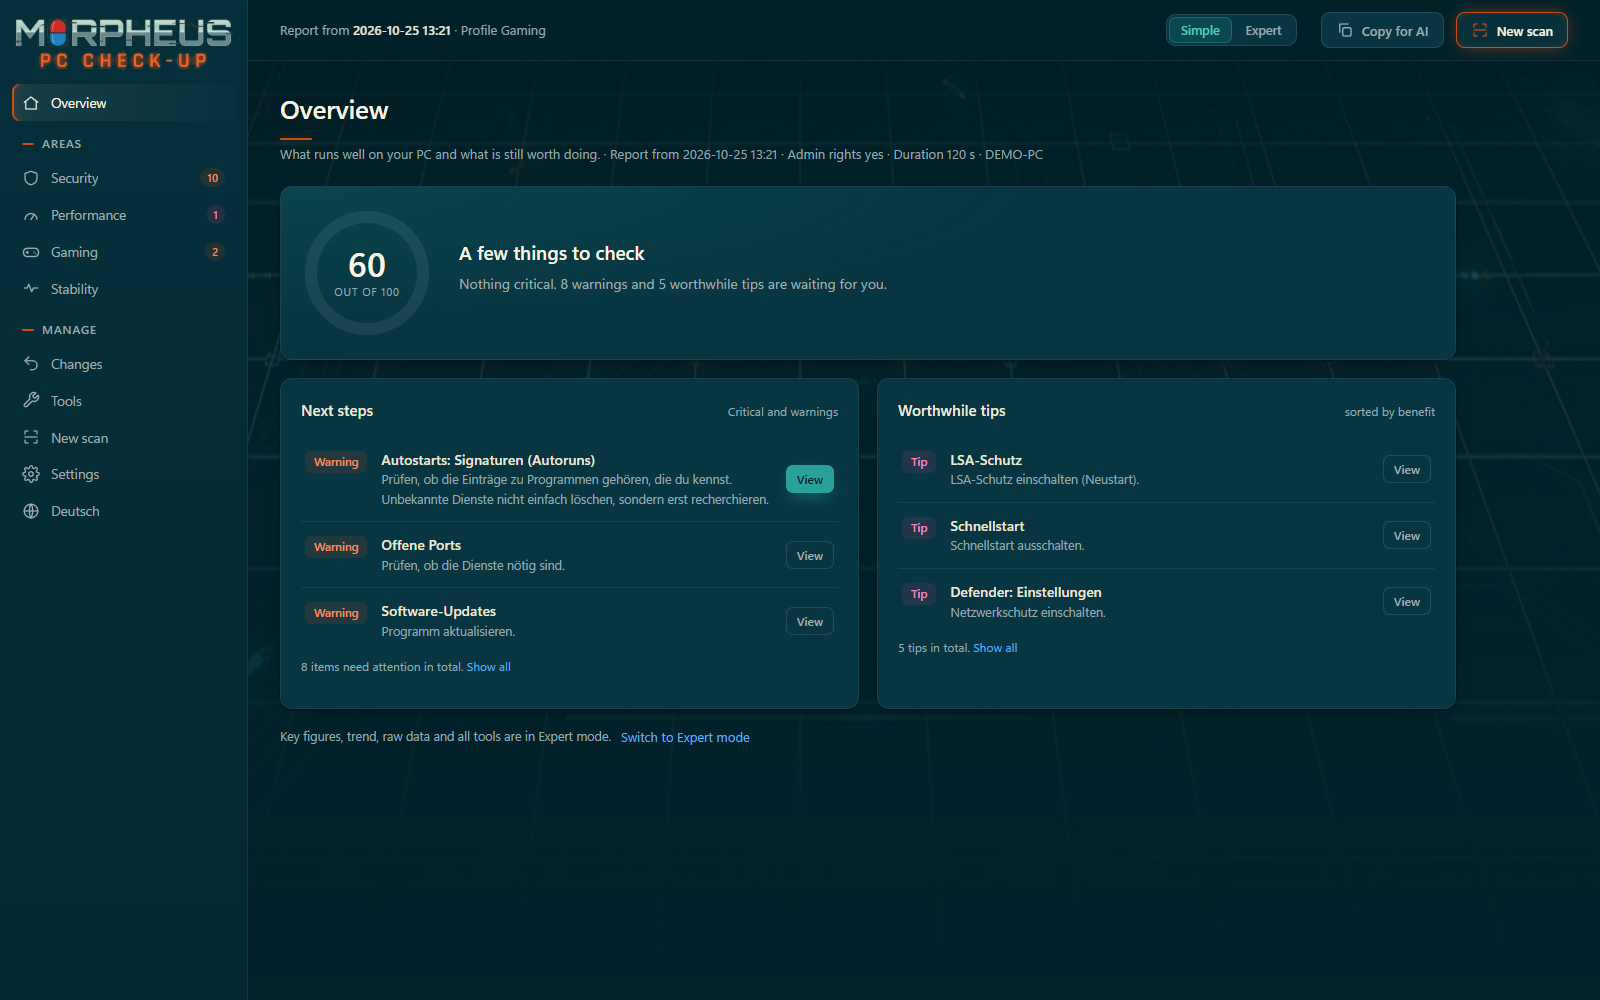 MORPHEUS
PC CHECK-UP
Report from 2026-10-25 13:21 · Profile Gaming
Simple
Expert
Copy for AI
New scan
Overview
AREAS
Security 10
Performance 1
Gaming 2
Stability
MANAGE
Changes
Tools
New scan
Settings
Deutsch
Overview
What runs well on your PC and what is still worth doing. · Report from 2026-10-25 13:21 · Admin rights yes · Duration 120 s · DEMO-PC
60
OUT OF 100
A few things to check
Nothing critical. 8 warnings and 5 worthwhile tips are waiting for you.
Next steps
Critical and warnings
Warning
Autostarts: Signaturen (Autoruns)
Prüfen, ob die Einträge zu Programmen gehören, die du kennst.
Unbekannte Dienste nicht einfach löschen, sondern erst recherchieren.
View
Warning
Offene Ports
Prüfen, ob die Dienste nötig sind.
View
Warning
Software-Updates
Programm aktualisieren.
View
8 items need attention in total. Show all
Worthwhile tips
sorted by benefit
Tip
LSA-Schutz
LSA-Schutz einschalten (Neustart).
View
Tip
Schnellstart
Schnellstart ausschalten.
View
Tip
Defender: Einstellungen
Netzwerkschutz einschalten.
View
5 tips in total. Show all
Key figures, trend, raw data and all tools are in Expert mode. Switch to Expert mode